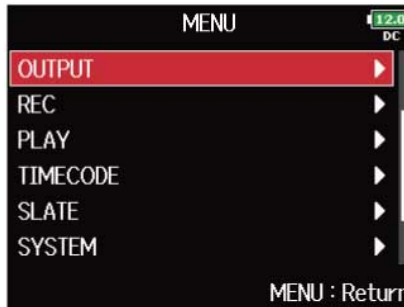 MENU
12.0
DC
OUTPUT
REC
PLAY
TIMECODE
SLATE
SYSTEM
MENU : Return